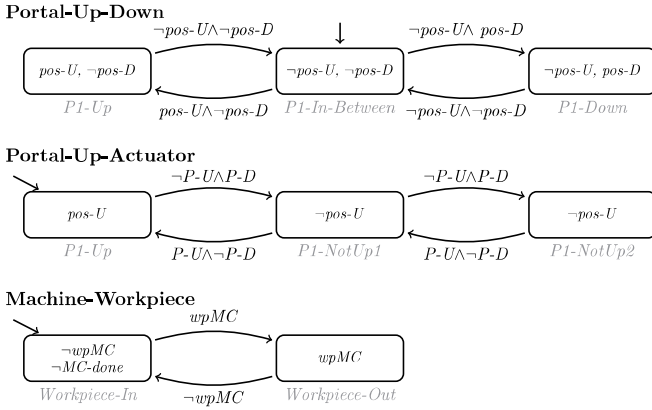 Portal-Up-Down
¬pos-U∧¬pos-D ¬pos-U∧ pos-D
pos-U, ¬pos-D ¬pos-U, ¬pos-D ¬pos-U, pos-D
P1-Up pos-U∧¬pos-D P1-In-Between ¬pos-U∧¬pos-D P1-Down
Portal-Up-Actuator
¬P-U∧P-D ¬P-U∧P-D
pos-U ¬pos-U ¬pos-U
P1-Up P-U∧¬P-D P1-NotUp1 P-U∧¬P-D P1-NotUp2
Machine-Workpiece
wpMC
¬wpMC
¬MC-done
wpMC
Workpiece-In ¬wpMC Workpiece-Out